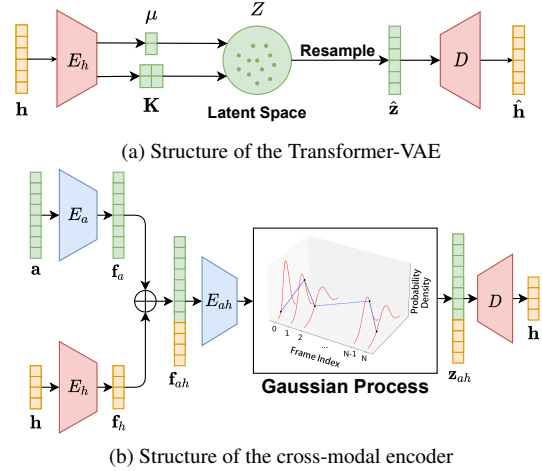 μ
Z
E_h
Resample
D
h
K
Latent Space
ẑ
ĥ
(a) Structure of the Transformer-VAE
E_a
a
f_a
E_ah
Probability
Density
0 1 2 ... N-1 N
Frame Index
D
h
E_h
f_ah
Gaussian Process
z_ah
h
f_h
(b) Structure of the cross-modal encoder